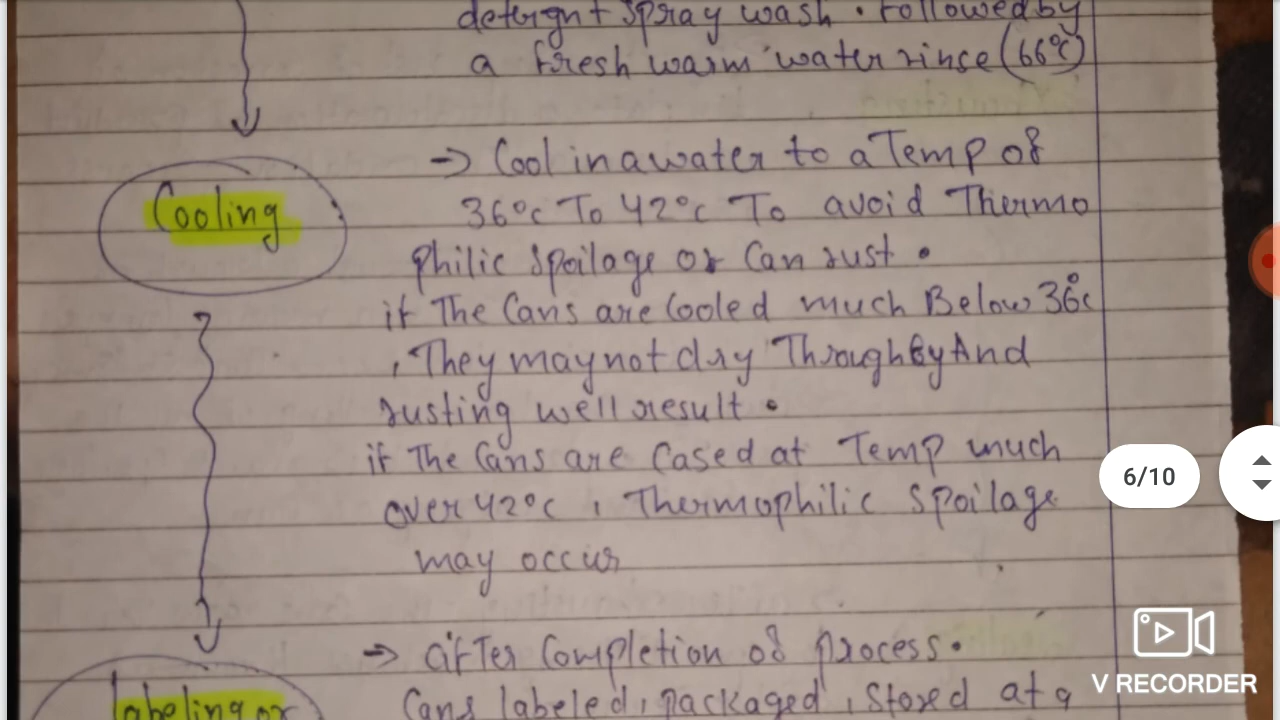 detergnt spray wash. followed by
a fresh warm water rinse (66°c)
→ Cool in a water to a Temp of
Cooling
36°c To 42°c To avoid Thermo
philic spoilage or Can rust.
if The Cans are Cooled much Below 36°c
, They may not dry Throughly And
rusting well result.
if The Cans are Cased at Temp much
over 42°c, Thermophilic spoilage
may occur
6/10
→ after Completion of process.
labeling or
Cans labeled, packaged, stored at a
V RECORDER